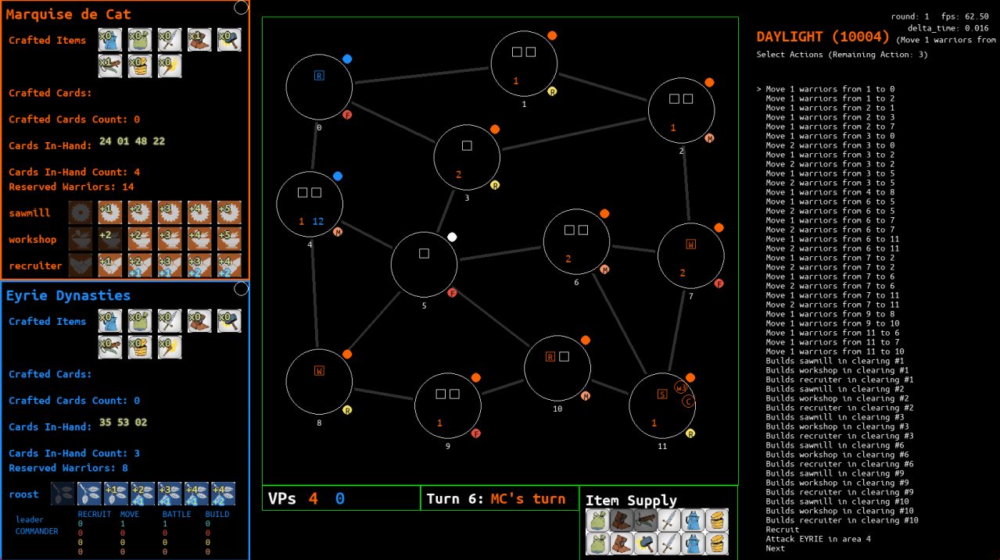 Marquise de Cat
Crafted Items
x0 x0 x0 x1 x0
x1 x0 x0
Crafted Cards:
Crafted Cards Count: 0
Cards In-Hand: 24 01 48 22
Cards In-Hand Count: 4
Reserved Warriors: 14
sawmill +1 +2 +3 +4 +5
workshop +2 +2 +3 +4 +5
recruiter +1 +2 +3 +3 +4
+1 +1 +2 +2
Eyrie Dynasties
Crafted Items
x0 x0 x0 x0 x0
x0 x0 x0
Crafted Cards:
Crafted Cards Count: 0
Cards In-Hand: 35 53 02
Cards In-Hand Count: 3
Reserved Warriors: 8
roost +1 +2 +3 +4 +4
+1 +1 +1 +2
leader RECRUIT MOVE BATTLE BUILD
COMMANDER 0 1 1 0
0 0 0 0
0 0 0 0
0 0 0 0
R
F
0
1
R
1
1
M
2
2
R
3
1 12
M
4
F
5
2
M
6
W
2
F
7
W
R
8
1
F
9
R
M
10
S w3
C
1
R
11
VPs 4 0
Turn 6: MC's turn
Item Supply
round: 1 fps: 62.50
delta_time: 0.016
DAYLIGHT (10004)
(Move 1 warriors from
Select Actions (Remaining Action: 3)
> Move 1 warriors from 1 to 0
Move 1 warriors from 1 to 2
Move 1 warriors from 2 to 1
Move 1 warriors from 2 to 3
Move 1 warriors from 2 to 7
Move 1 warriors from 3 to 0
Move 2 warriors from 3 to 0
Move 1 warriors from 3 to 2
Move 2 warriors from 3 to 2
Move 1 warriors from 3 to 5
Move 2 warriors from 3 to 5
Move 1 warriors from 4 to 8
Move 1 warriors from 6 to 5
Move 2 warriors from 6 to 5
Move 1 warriors from 6 to 7
Move 2 warriors from 6 to 7
Move 1 warriors from 6 to 11
Move 2 warriors from 6 to 11
Move 1 warriors from 7 to 2
Move 2 warriors from 7 to 2
Move 1 warriors from 7 to 6
Move 2 warriors from 7 to 6
Move 1 warriors from 7 to 11
Move 2 warriors from 7 to 11
Move 1 warriors from 9 to 8
Move 1 warriors from 9 to 10
Move 1 warriors from 11 to 6
Move 1 warriors from 11 to 7
Move 1 warriors from 11 to 10
Builds sawmill in clearing #1
Builds workshop in clearing #1
Builds recruiter in clearing #1
Builds sawmill in clearing #2
Builds workshop in clearing #2
Builds recruiter in clearing #2
Builds sawmill in clearing #3
Builds workshop in clearing #3
Builds recruiter in clearing #3
Builds sawmill in clearing #6
Builds workshop in clearing #6
Builds recruiter in clearing #6
Builds sawmill in clearing #9
Builds workshop in clearing #9
Builds recruiter in clearing #9
Builds sawmill in clearing #10
Builds workshop in clearing #10
Builds recruiter in clearing #10
Recruit
Attack EYRIE in area 4
Next